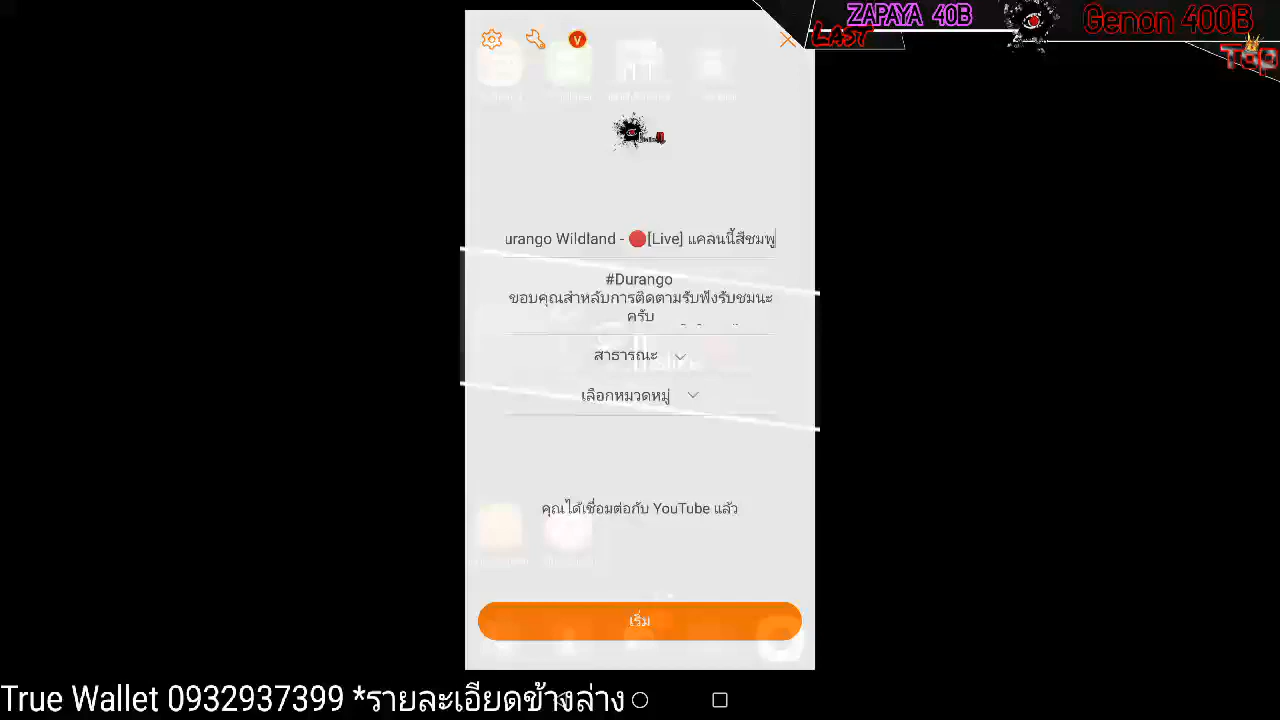 ZAPAYA 40B
Genon 400B
LAST
Top
V
urango Wildland - 🔴[Live] แคลนนี้สีชมพู
#Durango
ขอบคุณสำหลับการติดตามรับฟังรับชมนะ
ครับ
สาธารณะ
เลือกหมวดหมู่
คุณได้เชื่อมต่อกับ YouTube แล้ว
เริ่ม
True Wallet 0932937399 *รายละเอียดข้างล่าง